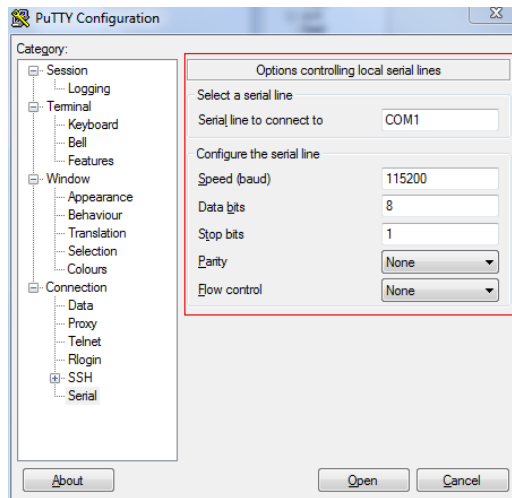 PuTTY Configuration
Category:
Session
Logging
Terminal
Keyboard
Bell
Features
Window
Appearance
Behaviour
Translation
Selection
Colours
Connection
Data
Proxy
Telnet
Rlogin
SSH
Serial
Options controlling local serial lines
Select a serial line
Serial line to connect to COM1
Configure the serial line
Speed (baud) 115200
Data bits 8
Stop bits 1
Parity None
Flow control None
About Open Cancel